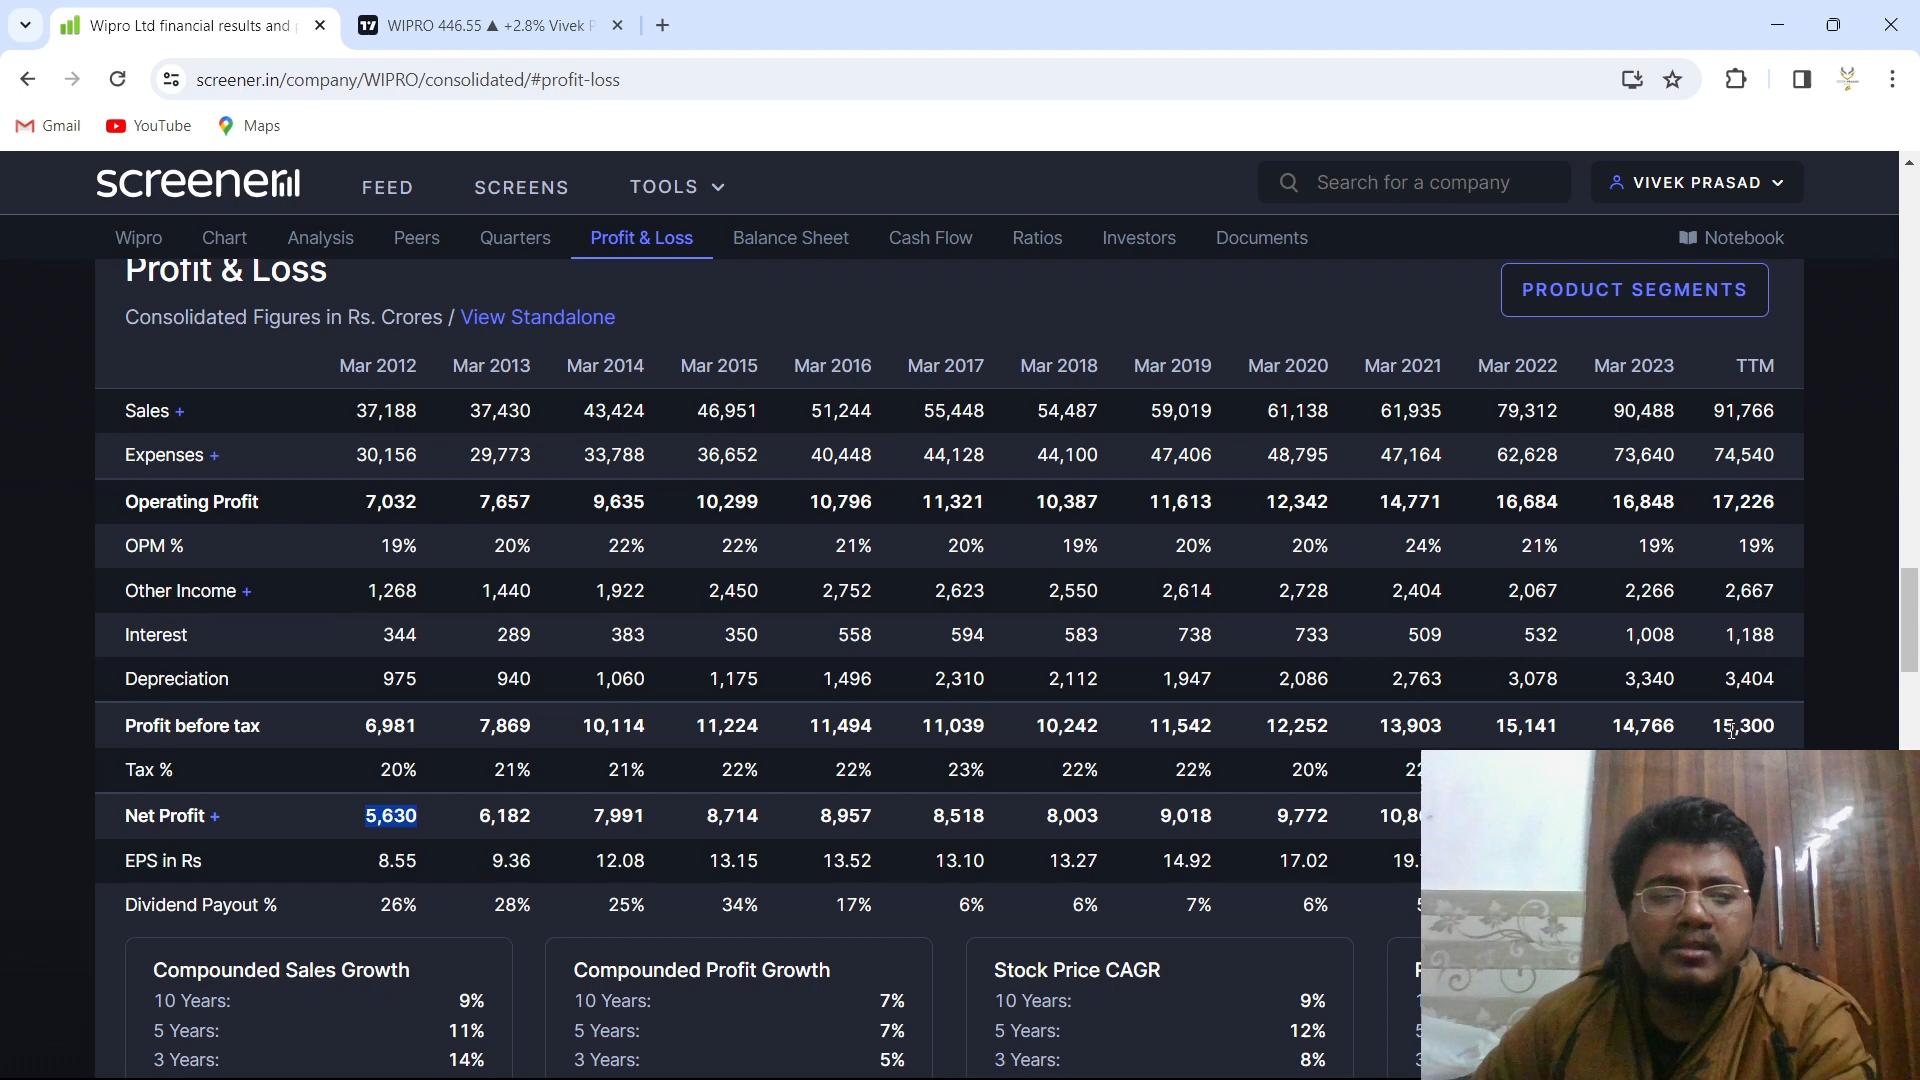 Wipro Ltd financial results and
WIPRO 446.55 ▲ +2.8% Vivek P
screener.in/company/WIPRO/consolidated/#profit-loss
Gmail YouTube Maps
screener FEED SCREENS TOOLS Search for a company VIVEK PRASAD
Wipro Chart Analysis Peers Quarters Profit & Loss Balance Sheet Cash Flow Ratios Investors Documents Notebook
Profit & Loss
PRODUCT SEGMENTS
Consolidated Figures in Rs. Crores / View Standalone
Mar 2012 Mar 2013 Mar 2014 Mar 2015 Mar 2016 Mar 2017 Mar 2018 Mar 2019 Mar 2020 Mar 2021 Mar 2022 Mar 2023 TTM
Sales + 37,188 37,430 43,424 46,951 51,244 55,448 54,487 59,019 61,138 61,935 79,312 90,488 91,766
Expenses + 30,156 29,773 33,788 36,652 40,448 44,128 44,100 47,406 48,795 47,164 62,628 73,640 74,540
Operating Profit 7,032 7,657 9,635 10,299 10,796 11,321 10,387 11,613 12,342 14,771 16,684 16,848 17,226
OPM % 19% 20% 22% 22% 21% 20% 19% 20% 20% 24% 21% 19% 19%
Other Income + 1,268 1,440 1,922 2,450 2,752 2,623 2,550 2,614 2,728 2,404 2,067 2,266 2,667
Interest 344 289 383 350 558 594 583 738 733 509 532 1,008 1,188
Depreciation 975 940 1,060 1,175 1,496 2,310 2,112 1,947 2,086 2,763 3,078 3,340 3,404
Profit before tax 6,981 7,869 10,114 11,224 11,494 11,039 10,242 11,542 12,252 13,903 15,141 14,766 15,300
Tax % 20% 21% 21% 22% 22% 23% 22% 22% 20% 22
Net Profit + 5,630 6,182 7,991 8,714 8,957 8,518 8,003 9,018 9,772 10,8
EPS in Rs 8.55 9.36 12.08 13.15 13.52 13.10 13.27 14.92 17.02 19.
Dividend Payout % 26% 28% 25% 34% 17% 6% 6% 7% 6%
Compounded Sales Growth
10 Years: 9%
5 Years: 11%
3 Years: 14%
Compounded Profit Growth
10 Years: 7%
5 Years: 7%
3 Years: 5%
Stock Price CAGR
10 Years: 9%
5 Years: 12%
3 Years: 8%